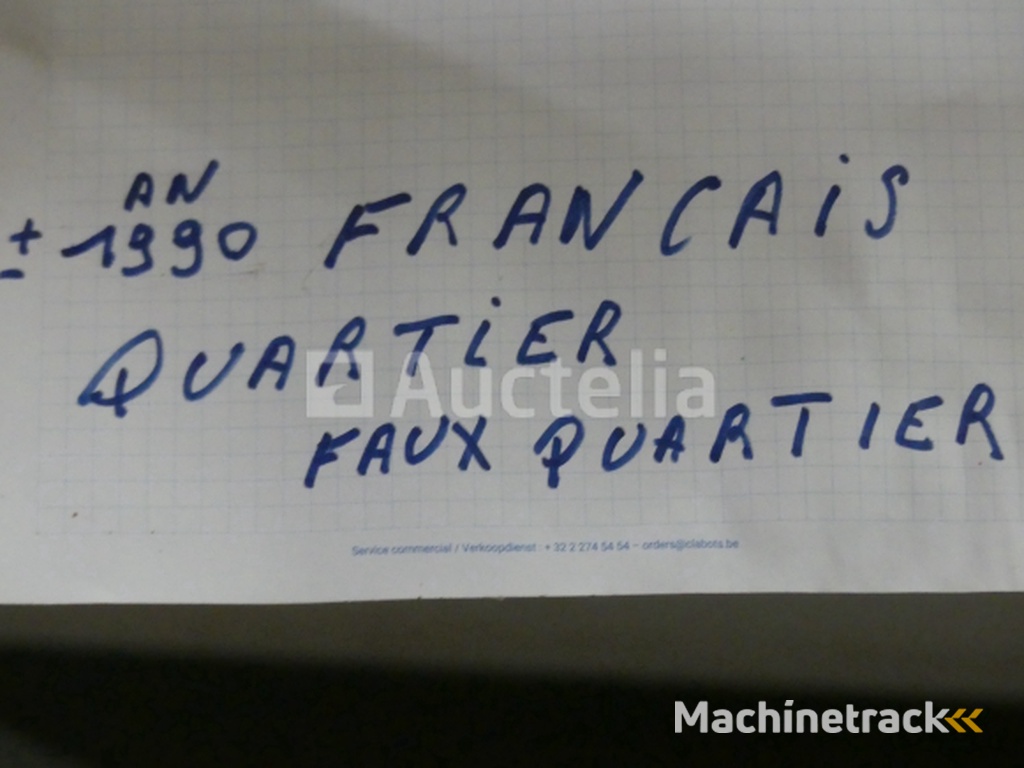 AN
± 1990 FRANCAiS
QUARTiER
Auctelia
FAUX QUARTIER
Service commercial / Verkoopdienst : + 32 2 274 54 54 – orders@clabots.be
Machinetrack